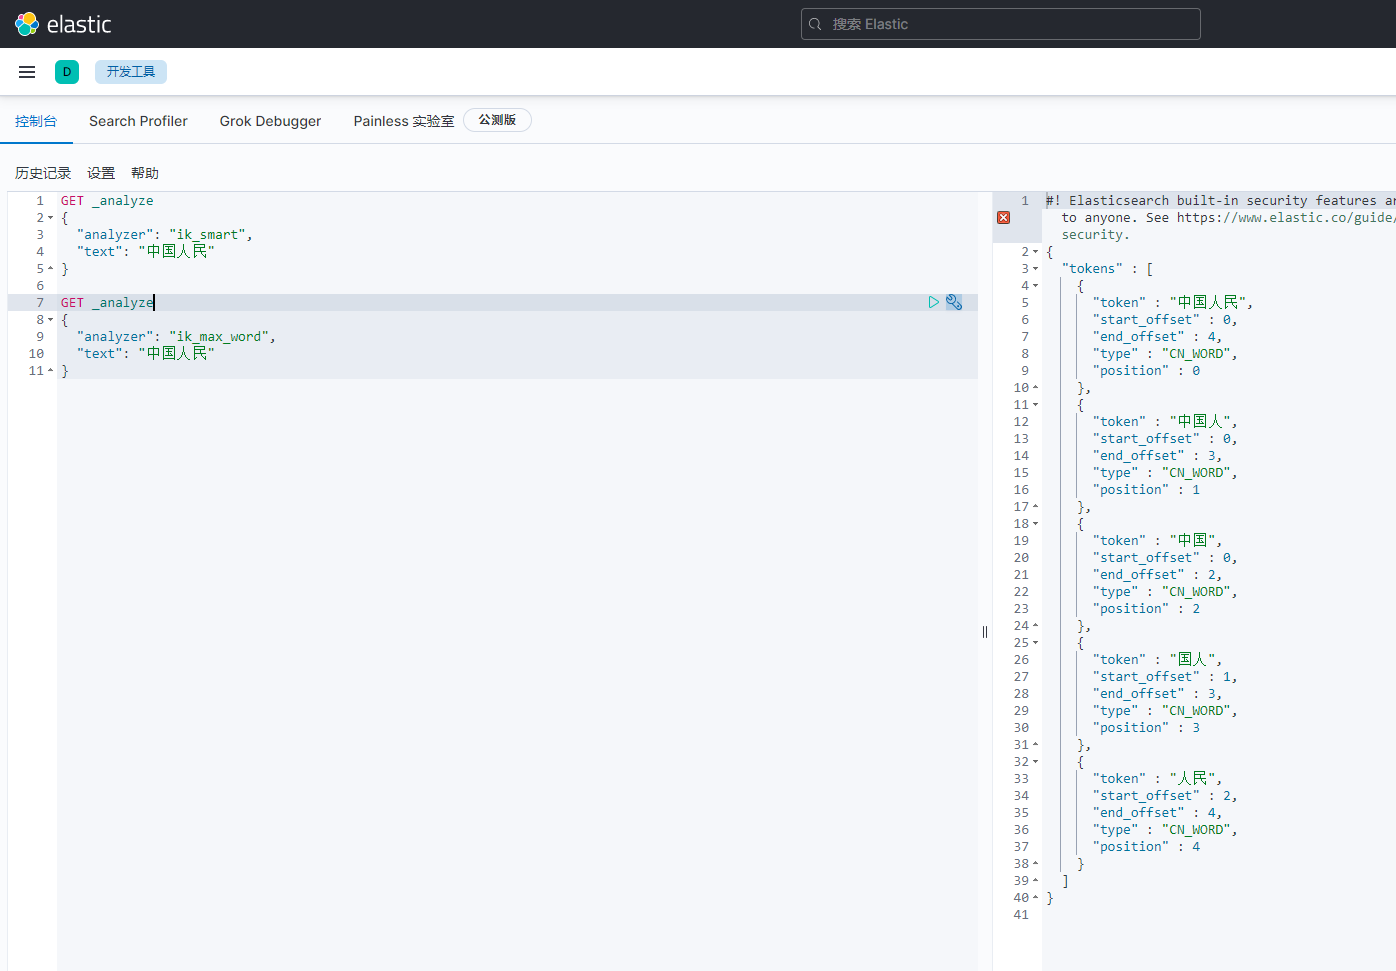 elastic
搜索 Elastic
D
开发工具
控制台
Search Profiler
Grok Debugger
Painless 实验室
公测版
历史记录
设置
帮助
1 GET _analyze
2 {
3 "analyzer": "ik_smart",
4 "text": "中国人民"
5 }
6
7 GET _analyze
8 {
9 "analyzer": "ik_max_word",
10 "text": "中国人民"
11 }
1 #! Elasticsearch built-in security features
to anyone. See https://www.elastic.co/guide/
security.
2 {
3 "tokens" : [
4 {
5 "token" : "中国人民",
6 "start_offset" : 0,
7 "end_offset" : 4,
8 "type" : "CN_WORD",
9 "position" : 0
10 },
11 {
12 "token" : "中国人",
13 "start_offset" : 0,
14 "end_offset" : 3,
15 "type" : "CN_WORD",
16 "position" : 1
17 },
18 {
19 "token" : "中国",
20 "start_offset" : 0,
21 "end_offset" : 2,
22 "type" : "CN_WORD",
23 "position" : 2
24 },
25 {
26 "token" : "国人",
27 "start_offset" : 1,
28 "end_offset" : 3,
29 "type" : "CN_WORD",
30 "position" : 3
31 },
32 {
33 "token" : "人民",
34 "start_offset" : 2,
35 "end_offset" : 4,
36 "type" : "CN_WORD",
37 "position" : 4
38 }
39 ]
40 }
41